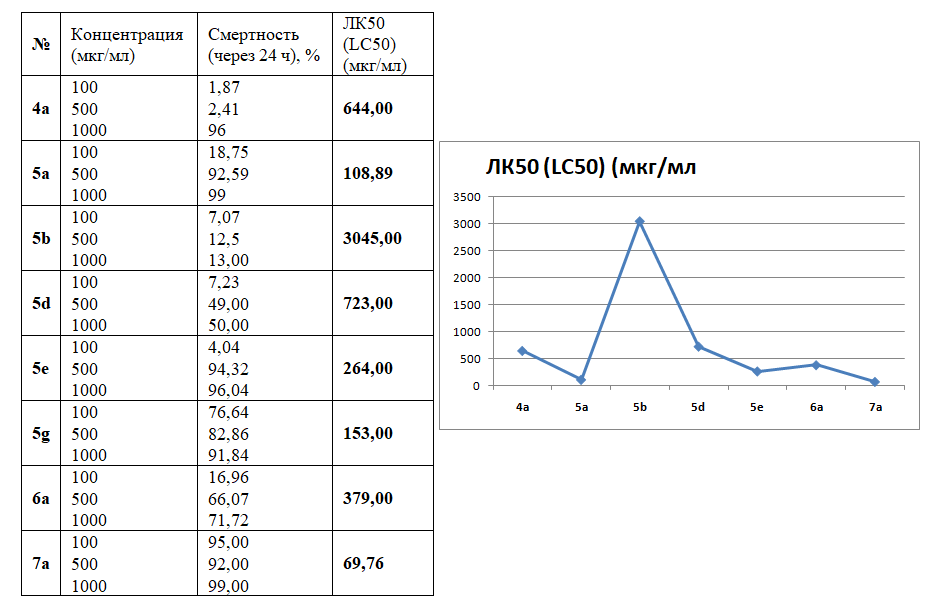 № Концентрация (мкг/мл) Смертность (через 24 ч), % ЛК50 (LC50) (мкг/мл)
4a 100 1,87 644,00
500 2,41
1000 96
5a 100 18,75 108,89
500 92,59
1000 99
5b 100 7,07 3045,00
500 12,5
1000 13,00
5d 100 7,23 723,00
500 49,00
1000 50,00
5e 100 4,04 264,00
500 94,32
1000 96,04
5g 100 76,64 153,00
500 82,86
1000 91,84
6a 100 16,96 379,00
500 66,07
1000 71,72
7a 100 95,00 69,76
500 92,00
1000 99,00
ЛК50 (LC50) (мкг/мл
3500
3000
2500
2000
1500
1000
500
0
4a 5a 5b 5d 5e 6a 7a